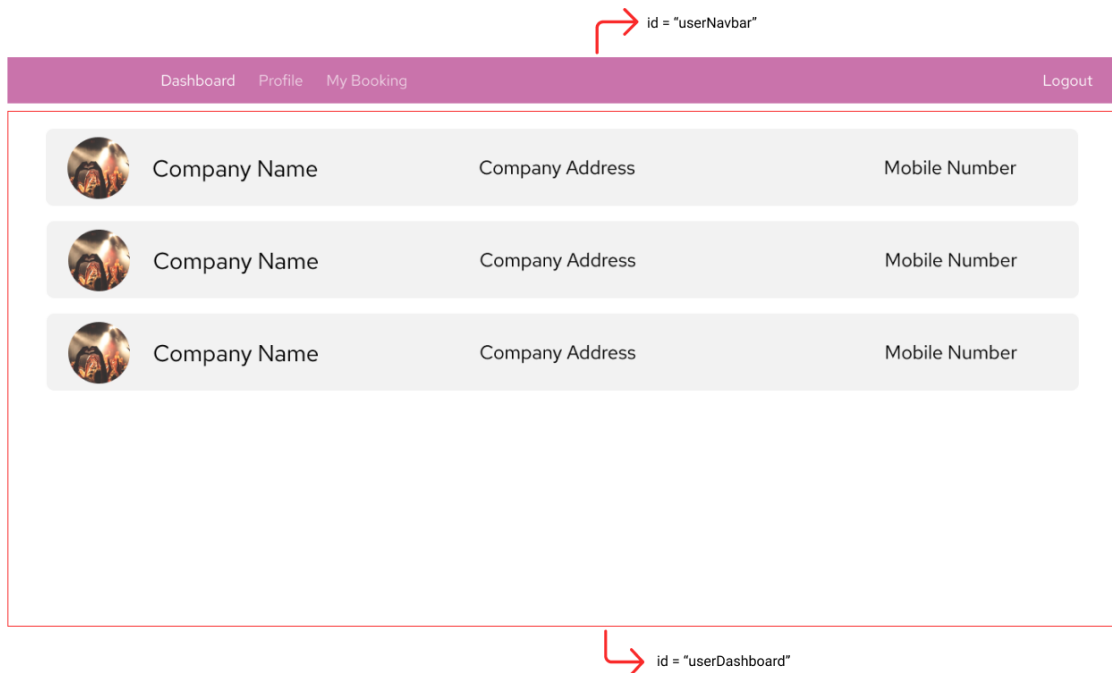 id = “userNavbar”
Dashboard Profile My Booking Logout
Company Name Company Address Mobile Number
Company Name Company Address Mobile Number
Company Name Company Address Mobile Number
id = “userDashboard”